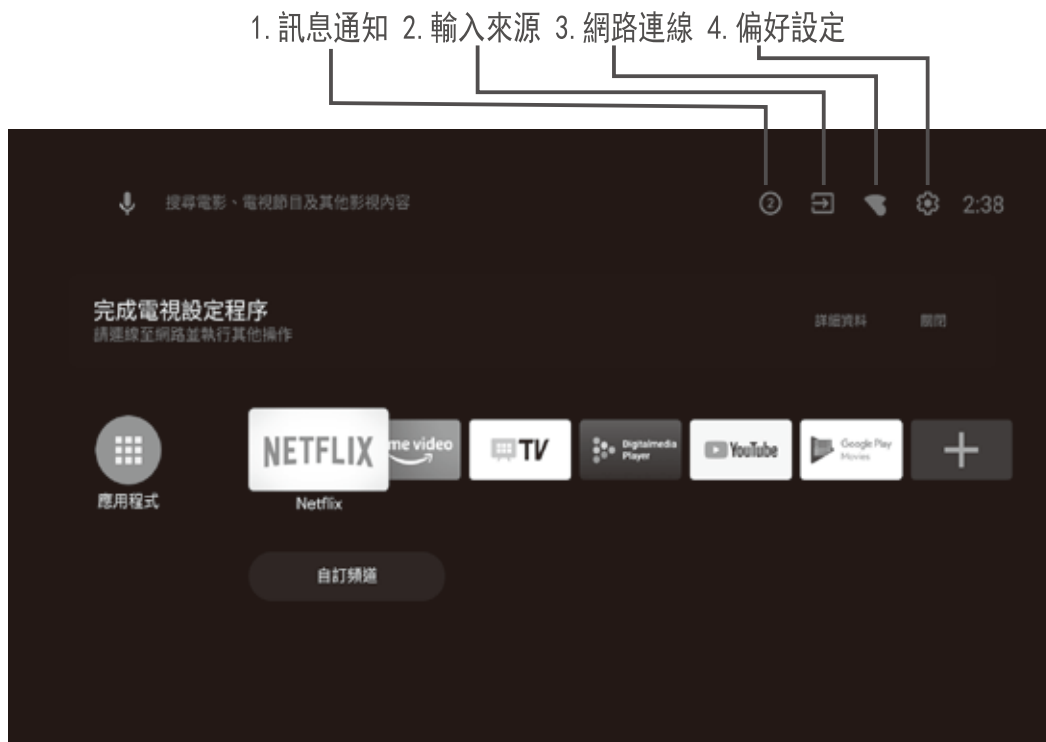 1.訊息通知 2.輸入來源 3.網路連線 4.偏好設定
搜尋電影、電視節目及其他影視內容
2
2:38
完成電視設定程序
請連線至網路並執行其他操作
詳細資料 關閉
NETFLIX
me video
TV
Digitalmedia
Player
YouTube
Google Play
Movies
應用程式
Netflix
自訂頻道